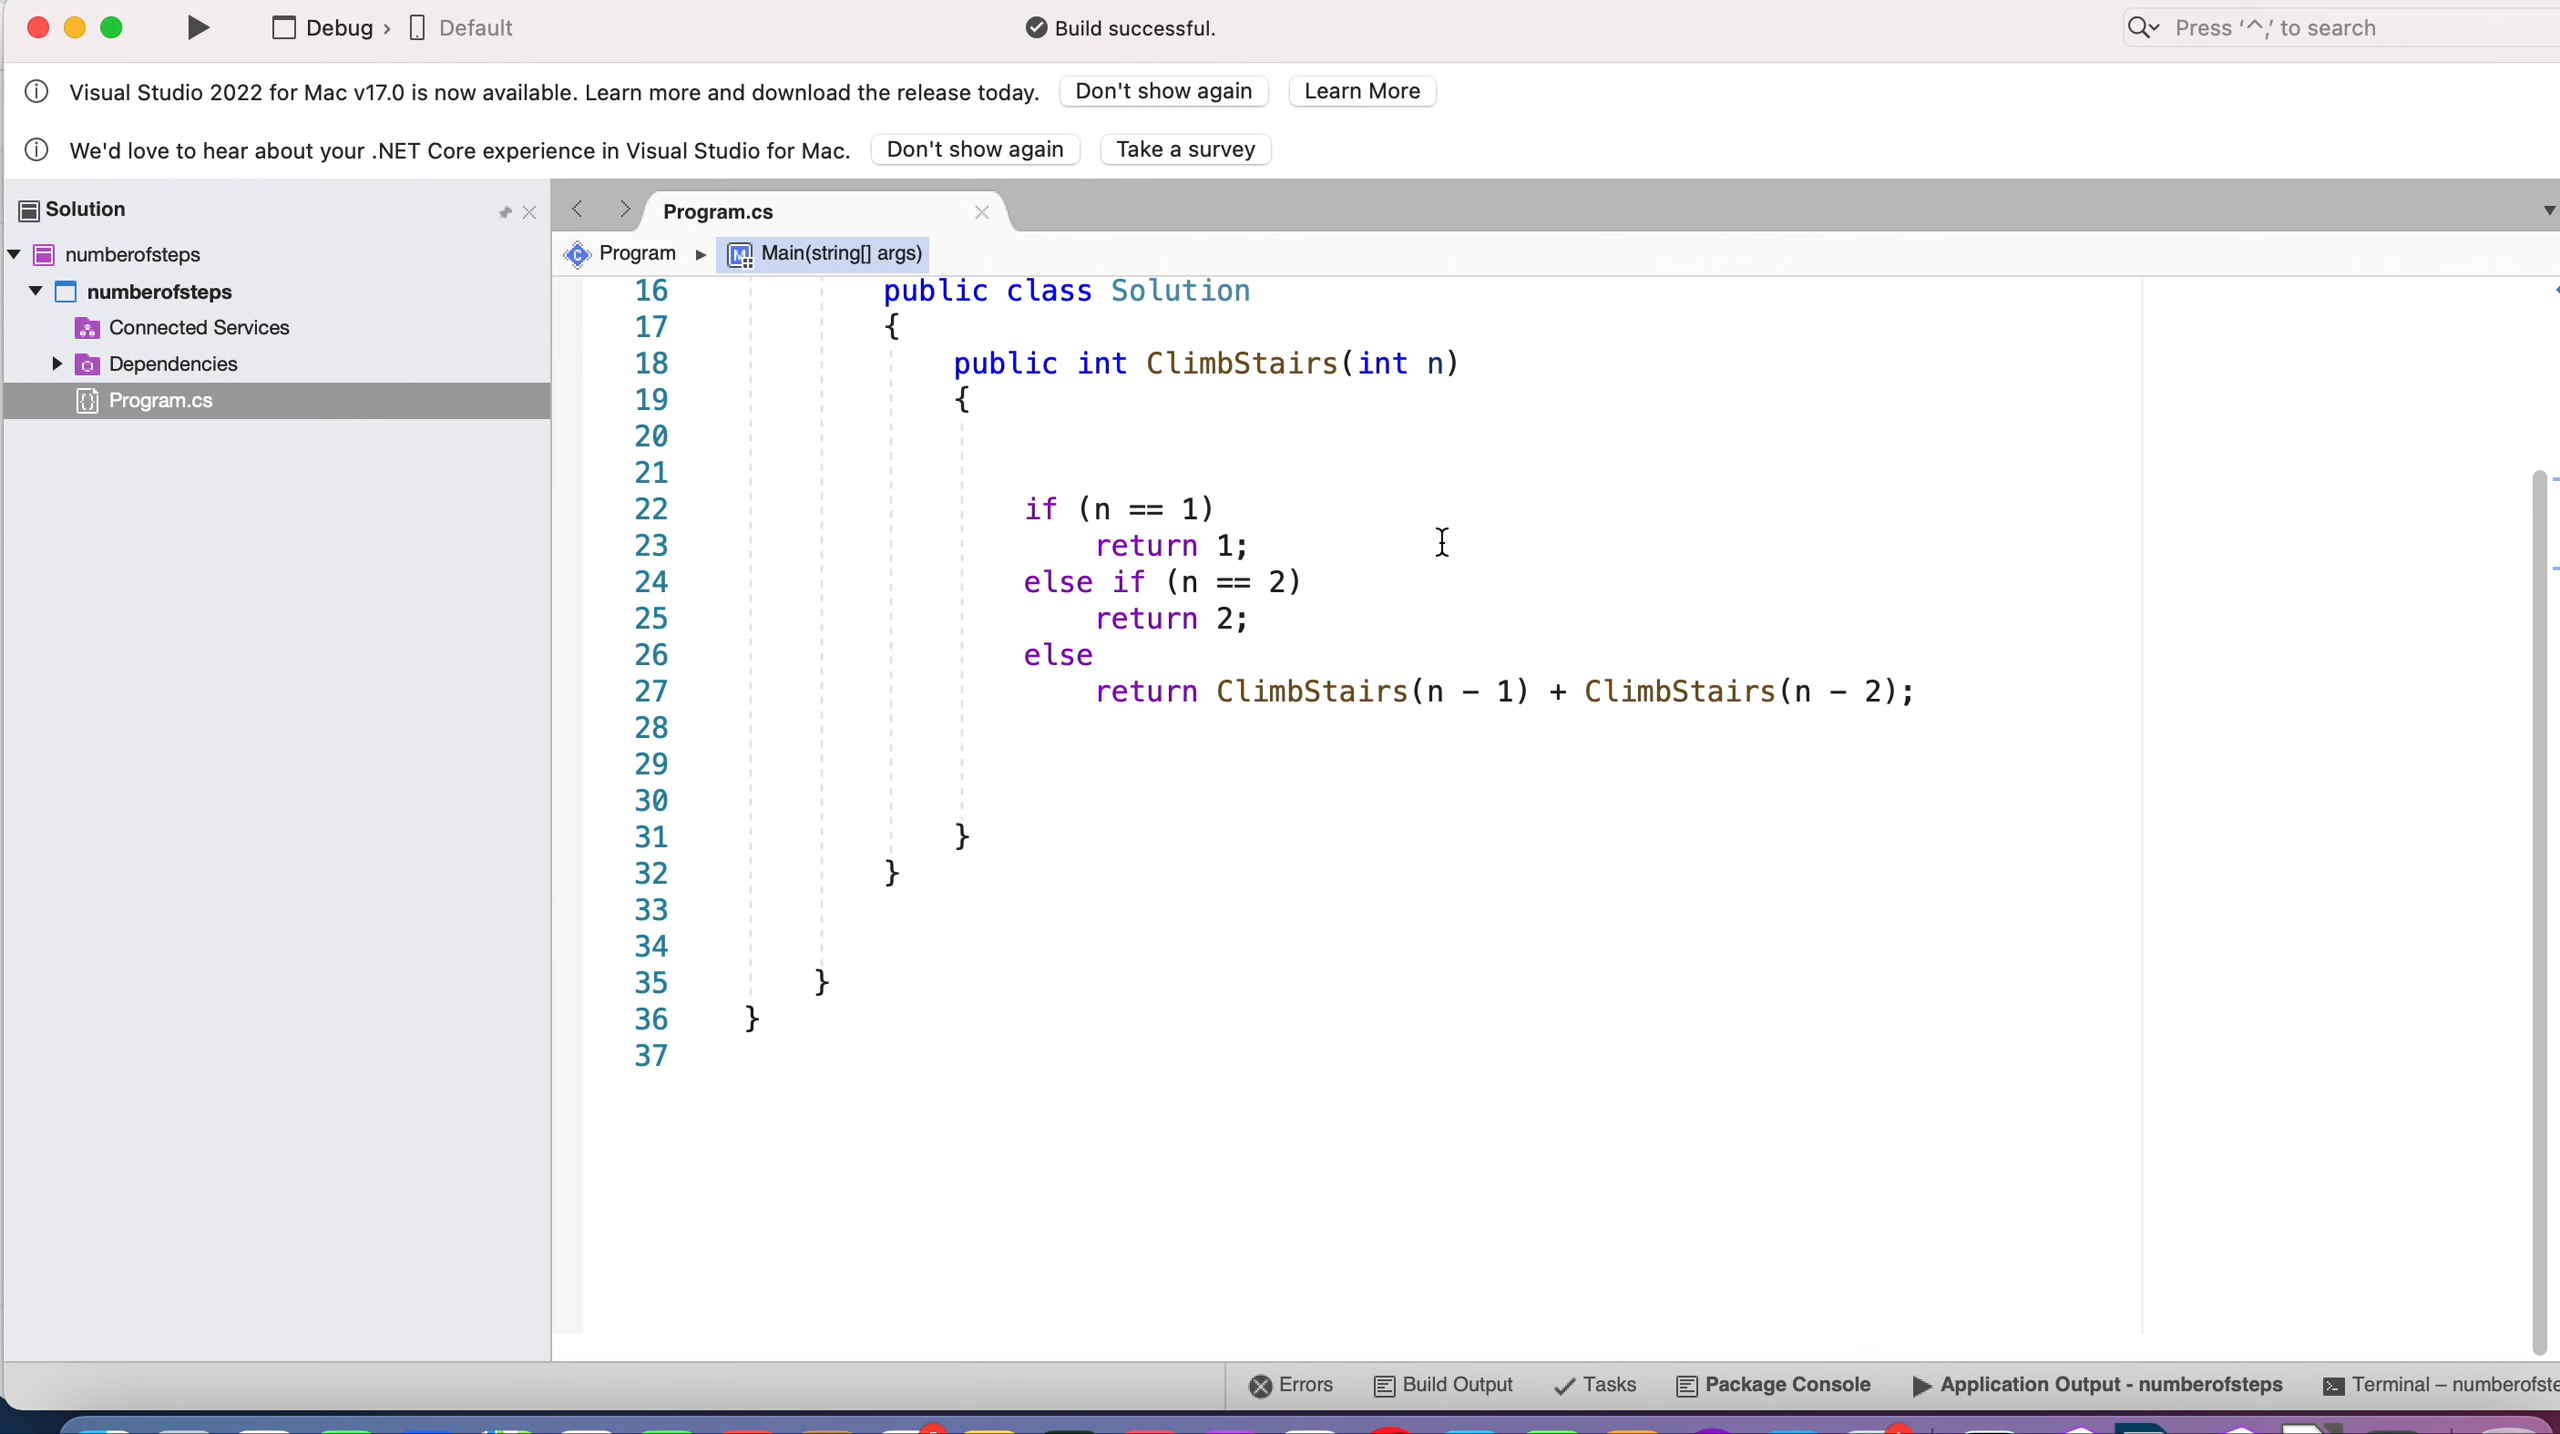 Debug › Default
Build successful.
Press '^,' to search
Visual Studio 2022 for Mac v17.0 is now available. Learn more and download the release today. Don't show again Learn More
We'd love to hear about your .NET Core experience in Visual Studio for Mac. Don't show again Take a survey
Solution
numberofsteps
numberofsteps
Connected Services
Dependencies
Program.cs
Program.cs
Program Main(string[] args)
16 public class Solution
17 {
18 public int ClimbStairs(int n)
19 {
20
21
22 if (n == 1)
23 return 1;
24 else if (n == 2)
25 return 2;
26 else
27 return ClimbStairs(n - 1) + ClimbStairs(n - 2);
28
29
30
31 }
32 }
33
34
35 }
36 }
37
Errors Build Output Tasks Package Console Application Output - numberofsteps Terminal – numberofste